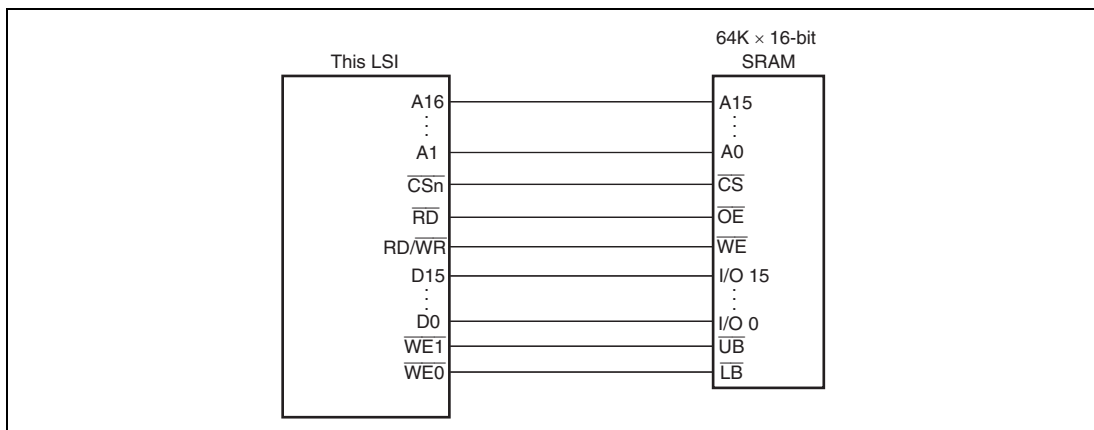 64K × 16-bit
This LSI SRAM
A16 A15
A1 A0
CSn CS
RD OE
RD/WR WE
D15 I/O 15
D0 I/O 0
WE1 UB
WE0 LB